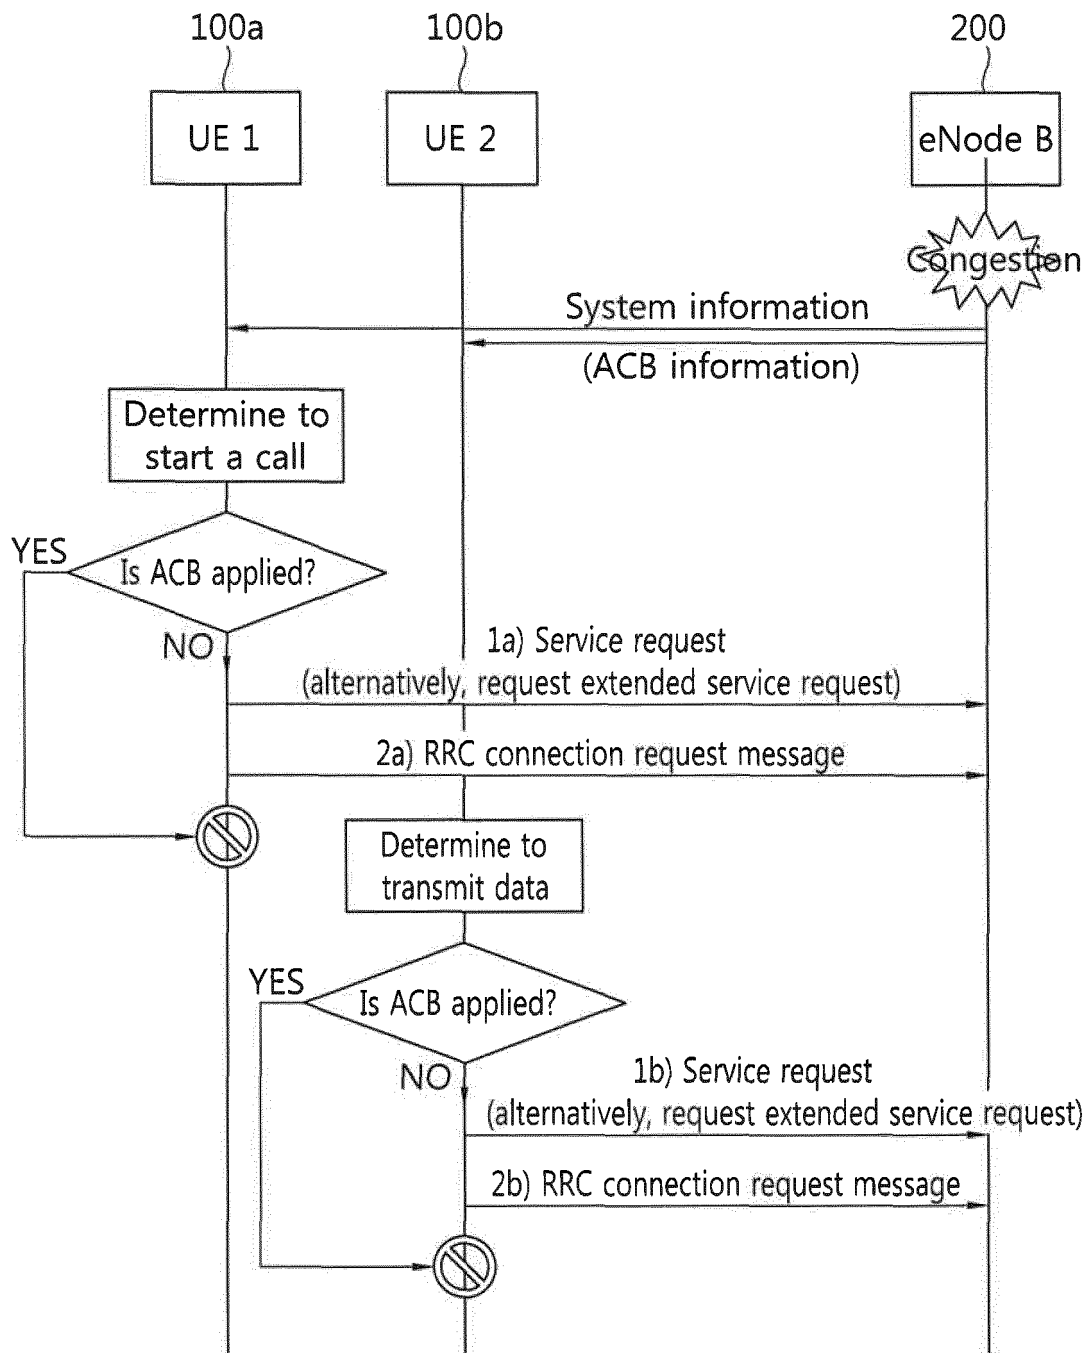 100a
100b
200
UE 1
UE 2
eNode B
Congestion
System information
(ACB information)
Determine to
start a call
YES
Is ACB applied?
NO
1a) Service request
(alternatively, request extended service request)
2a) RRC connection request message
Determine to
transmit data
YES
Is ACB applied?
NO
1b) Service request
(alternatively, request extended service request)
2b) RRC connection request message